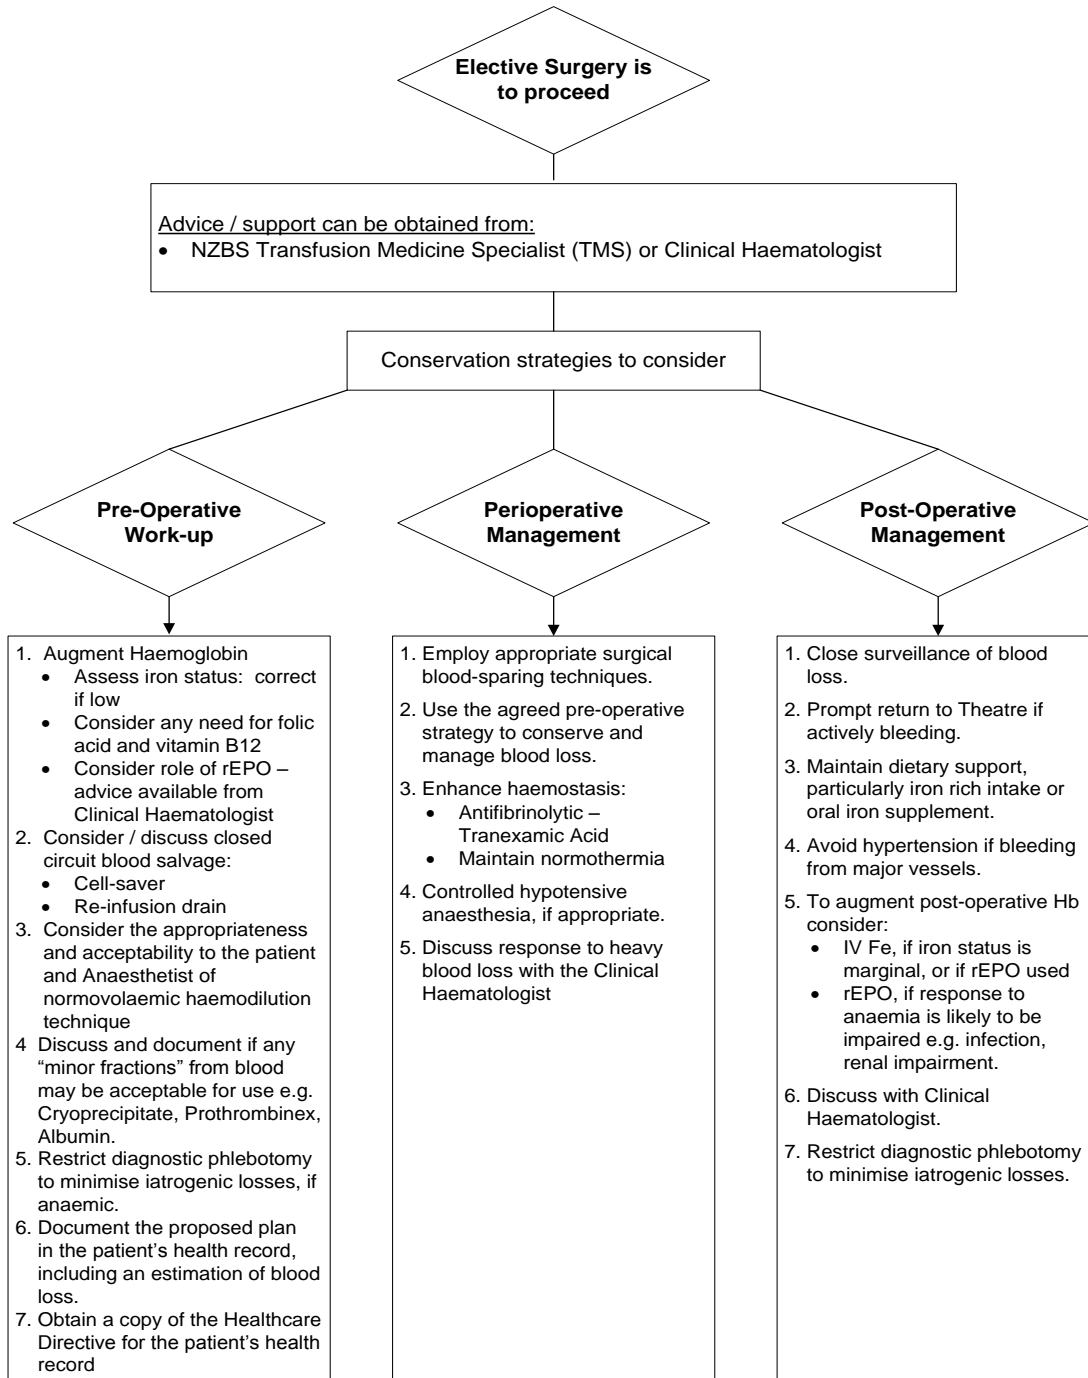 Elective Surgery is
to proceed
Advice / support can be obtained from:
• NZBS Transfusion Medicine Specialist (TMS) or Clinical Haematologist
Conservation strategies to consider
Pre-Operative
Work-up
Perioperative
Management
Post-Operative
Management
1. Augment Haemoglobin
• Assess iron status: correct
if low
• Consider any need for folic
acid and vitamin B12
• Consider role of rEPO –
advice available from
Clinical Haematologist
2. Consider / discuss closed
circuit blood salvage:
• Cell-saver
• Re-infusion drain
3. Consider the appropriateness
and acceptability to the patient
and Anaesthetist of
normovolaemic haemodilution
technique
4 Discuss and document if any
“minor fractions” from blood
may be acceptable for use e.g.
Cryoprecipitate, Prothrombinex,
Albumin.
5. Restrict diagnostic phlebotomy
to minimise iatrogenic losses, if
anaemic.
6. Document the proposed plan
in the patient’s health record,
including an estimation of blood
loss.
7. Obtain a copy of the Healthcare
Directive for the patient’s health
record
1. Employ appropriate surgical
blood-sparing techniques.
2. Use the agreed pre-operative
strategy to conserve and
manage blood loss.
3. Enhance haemostasis:
• Antifibrinolytic –
Tranexamic Acid
• Maintain normothermia
4. Controlled hypotensive
anaesthesia, if appropriate.
5. Discuss response to heavy
blood loss with the Clinical
Haematologist
1. Close surveillance of blood
loss.
2. Prompt return to Theatre if
actively bleeding.
3. Maintain dietary support,
particularly iron rich intake or
oral iron supplement.
4. Avoid hypertension if bleeding
from major vessels.
5. To augment post-operative Hb
consider:
• IV Fe, if iron status is
marginal, or if rEPO used
• rEPO, if response to
anaemia is likely to be
impaired e.g. infection,
renal impairment.
6. Discuss with Clinical
Haematologist.
7. Restrict diagnostic phlebotomy
to minimise iatrogenic losses.